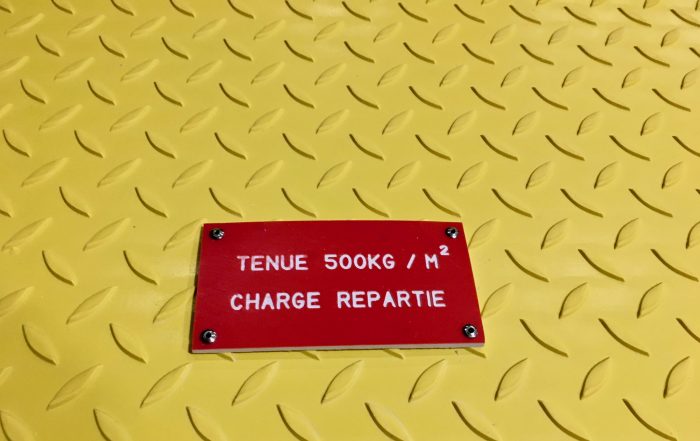 TENUE 500KG / M²
CHARGE REPARTIE